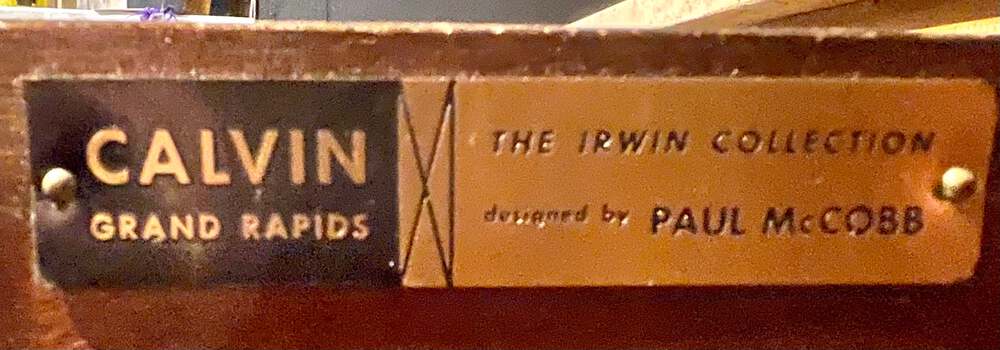 CALVIN
GRAND RAPIDS
THE IRWIN COLLECTION
designed by PAUL McCOBB